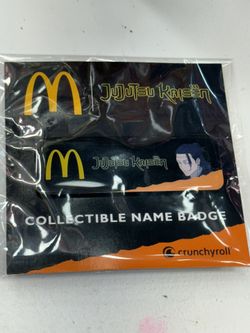 JUJUTSU KAISEN
JUJUTSU KAISEN
COLLECTIBLE NAME BADGE
crunchyroll